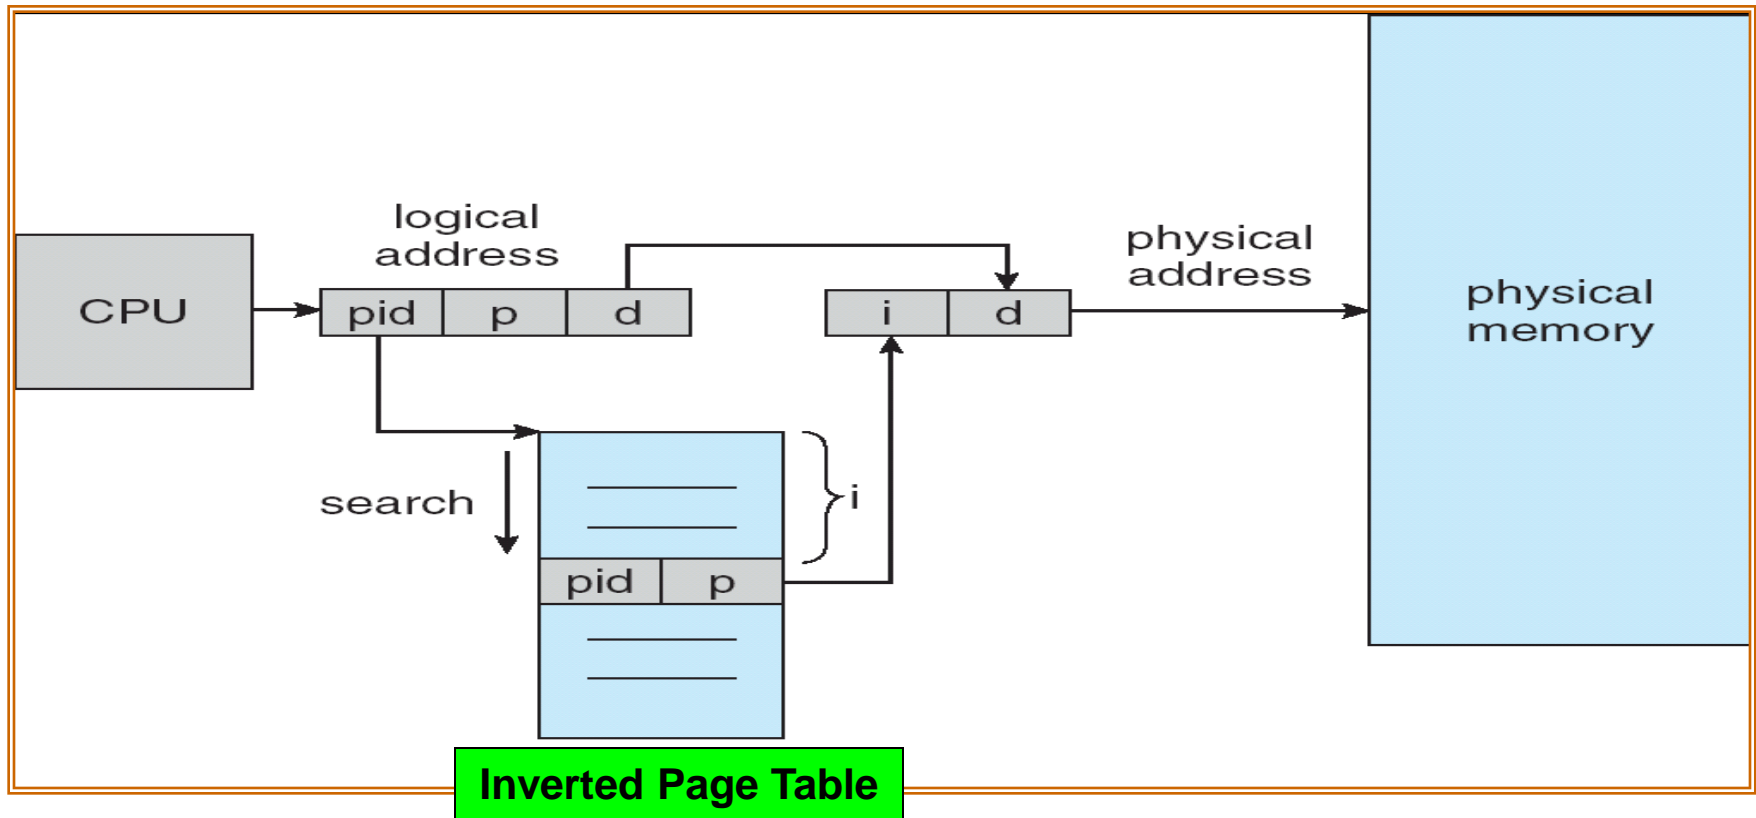 logical
address
physical
address
CPU
pid p d
i d
physical
memory
search
i
pid p
Inverted Page Table